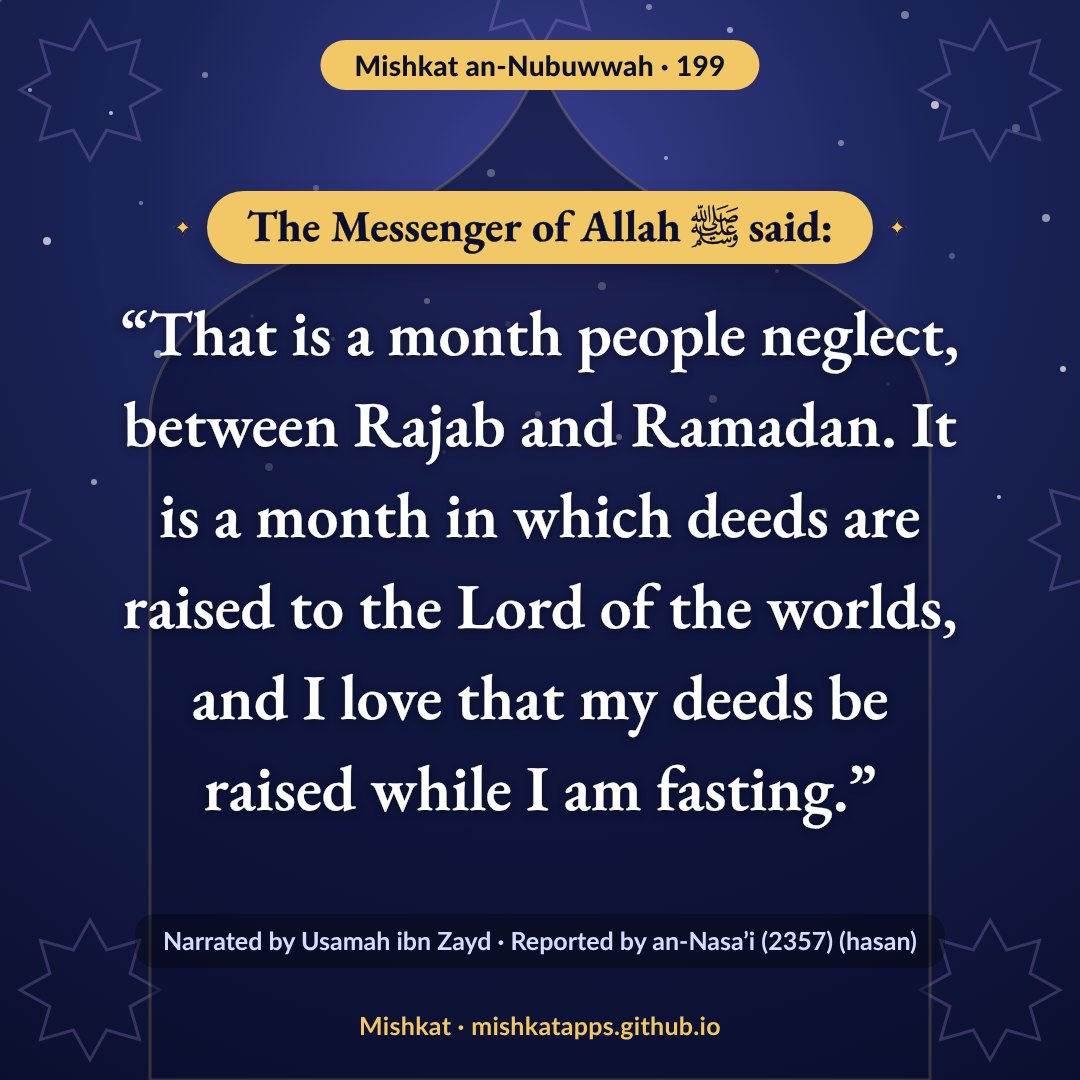 Mishkat an-Nubuwwah · 199
The Messenger of Allah ﷺ said:
“That is a month people neglect,
between Rajab and Ramadan. It
is a month in which deeds are
raised to the Lord of the worlds,
and I love that my deeds be
raised while I am fasting.”
Narrated by Usamah ibn Zayd · Reported by an-Nasa’i (2357) (hasan)
Mishkat · mishkatapps.github.io